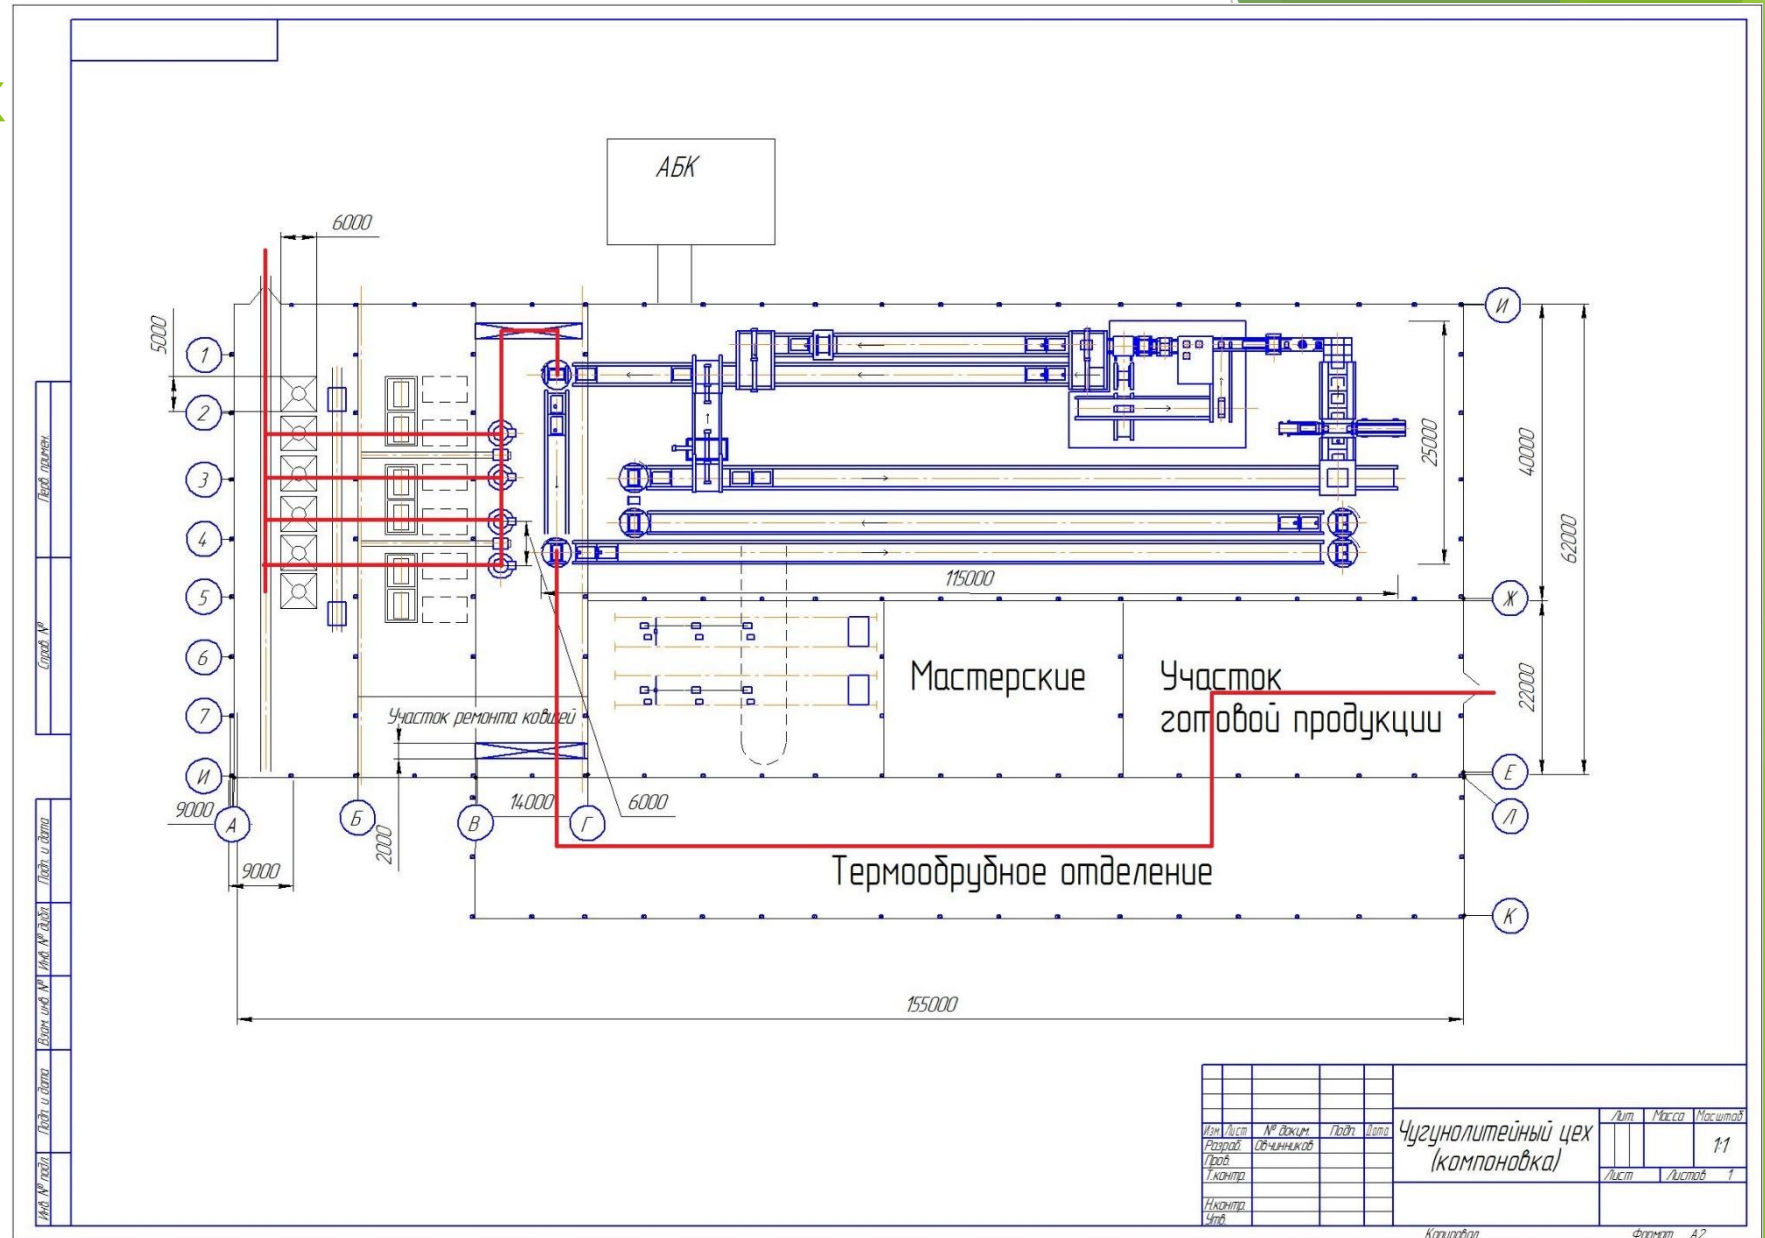 АБК
6000
5000
1
2
3
4
5
6
7
И
И
Ж
Е
Л
К
25000
40000
62000
22000
115000
Мастерские
Участок
готовой продукции
Участок ремонта ковшей
9000
А
Б
В
14000
Г
6000
2000
9000
Термообрубное отделение
155000
Перв. примен.
Справ. №
Подп. и дата
Инв. № дубл.
Взам. инв. №
Подп. и дата
Инв. № подл.
Изм. Лист № докум. Подп. Дата
Разраб. Овчинников
Пров.
Т.контр.
Н.контр.
Утв.
Чугунолитейный цех
(компоновка)
Лит. Масса Масштаб
1:1
Лист Листов 1
Копировал Формат А2